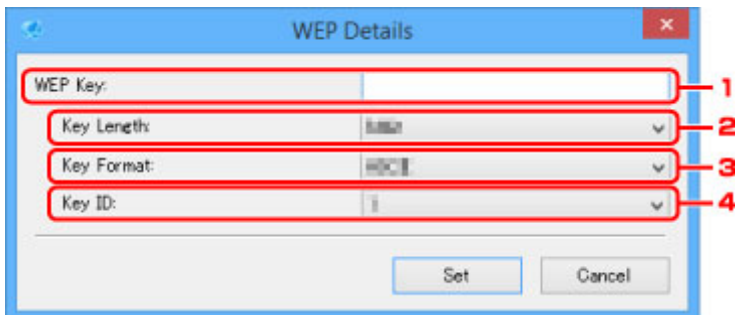 WEP Details
WEP Key: 1
Key Length: 2
Key Format: 3
Key ID: 4
Set Cancel